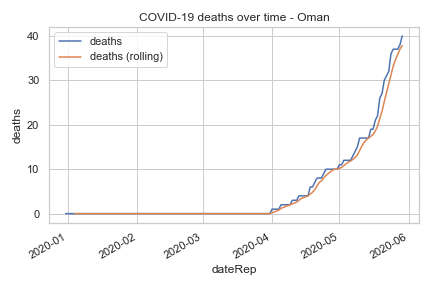 COVID-19 deaths over time - Oman
deaths
deaths (rolling)
40
30
20
10
0
deaths
2020-01
2020-02
2020-03
2020-04
2020-05
2020-06
dateRep